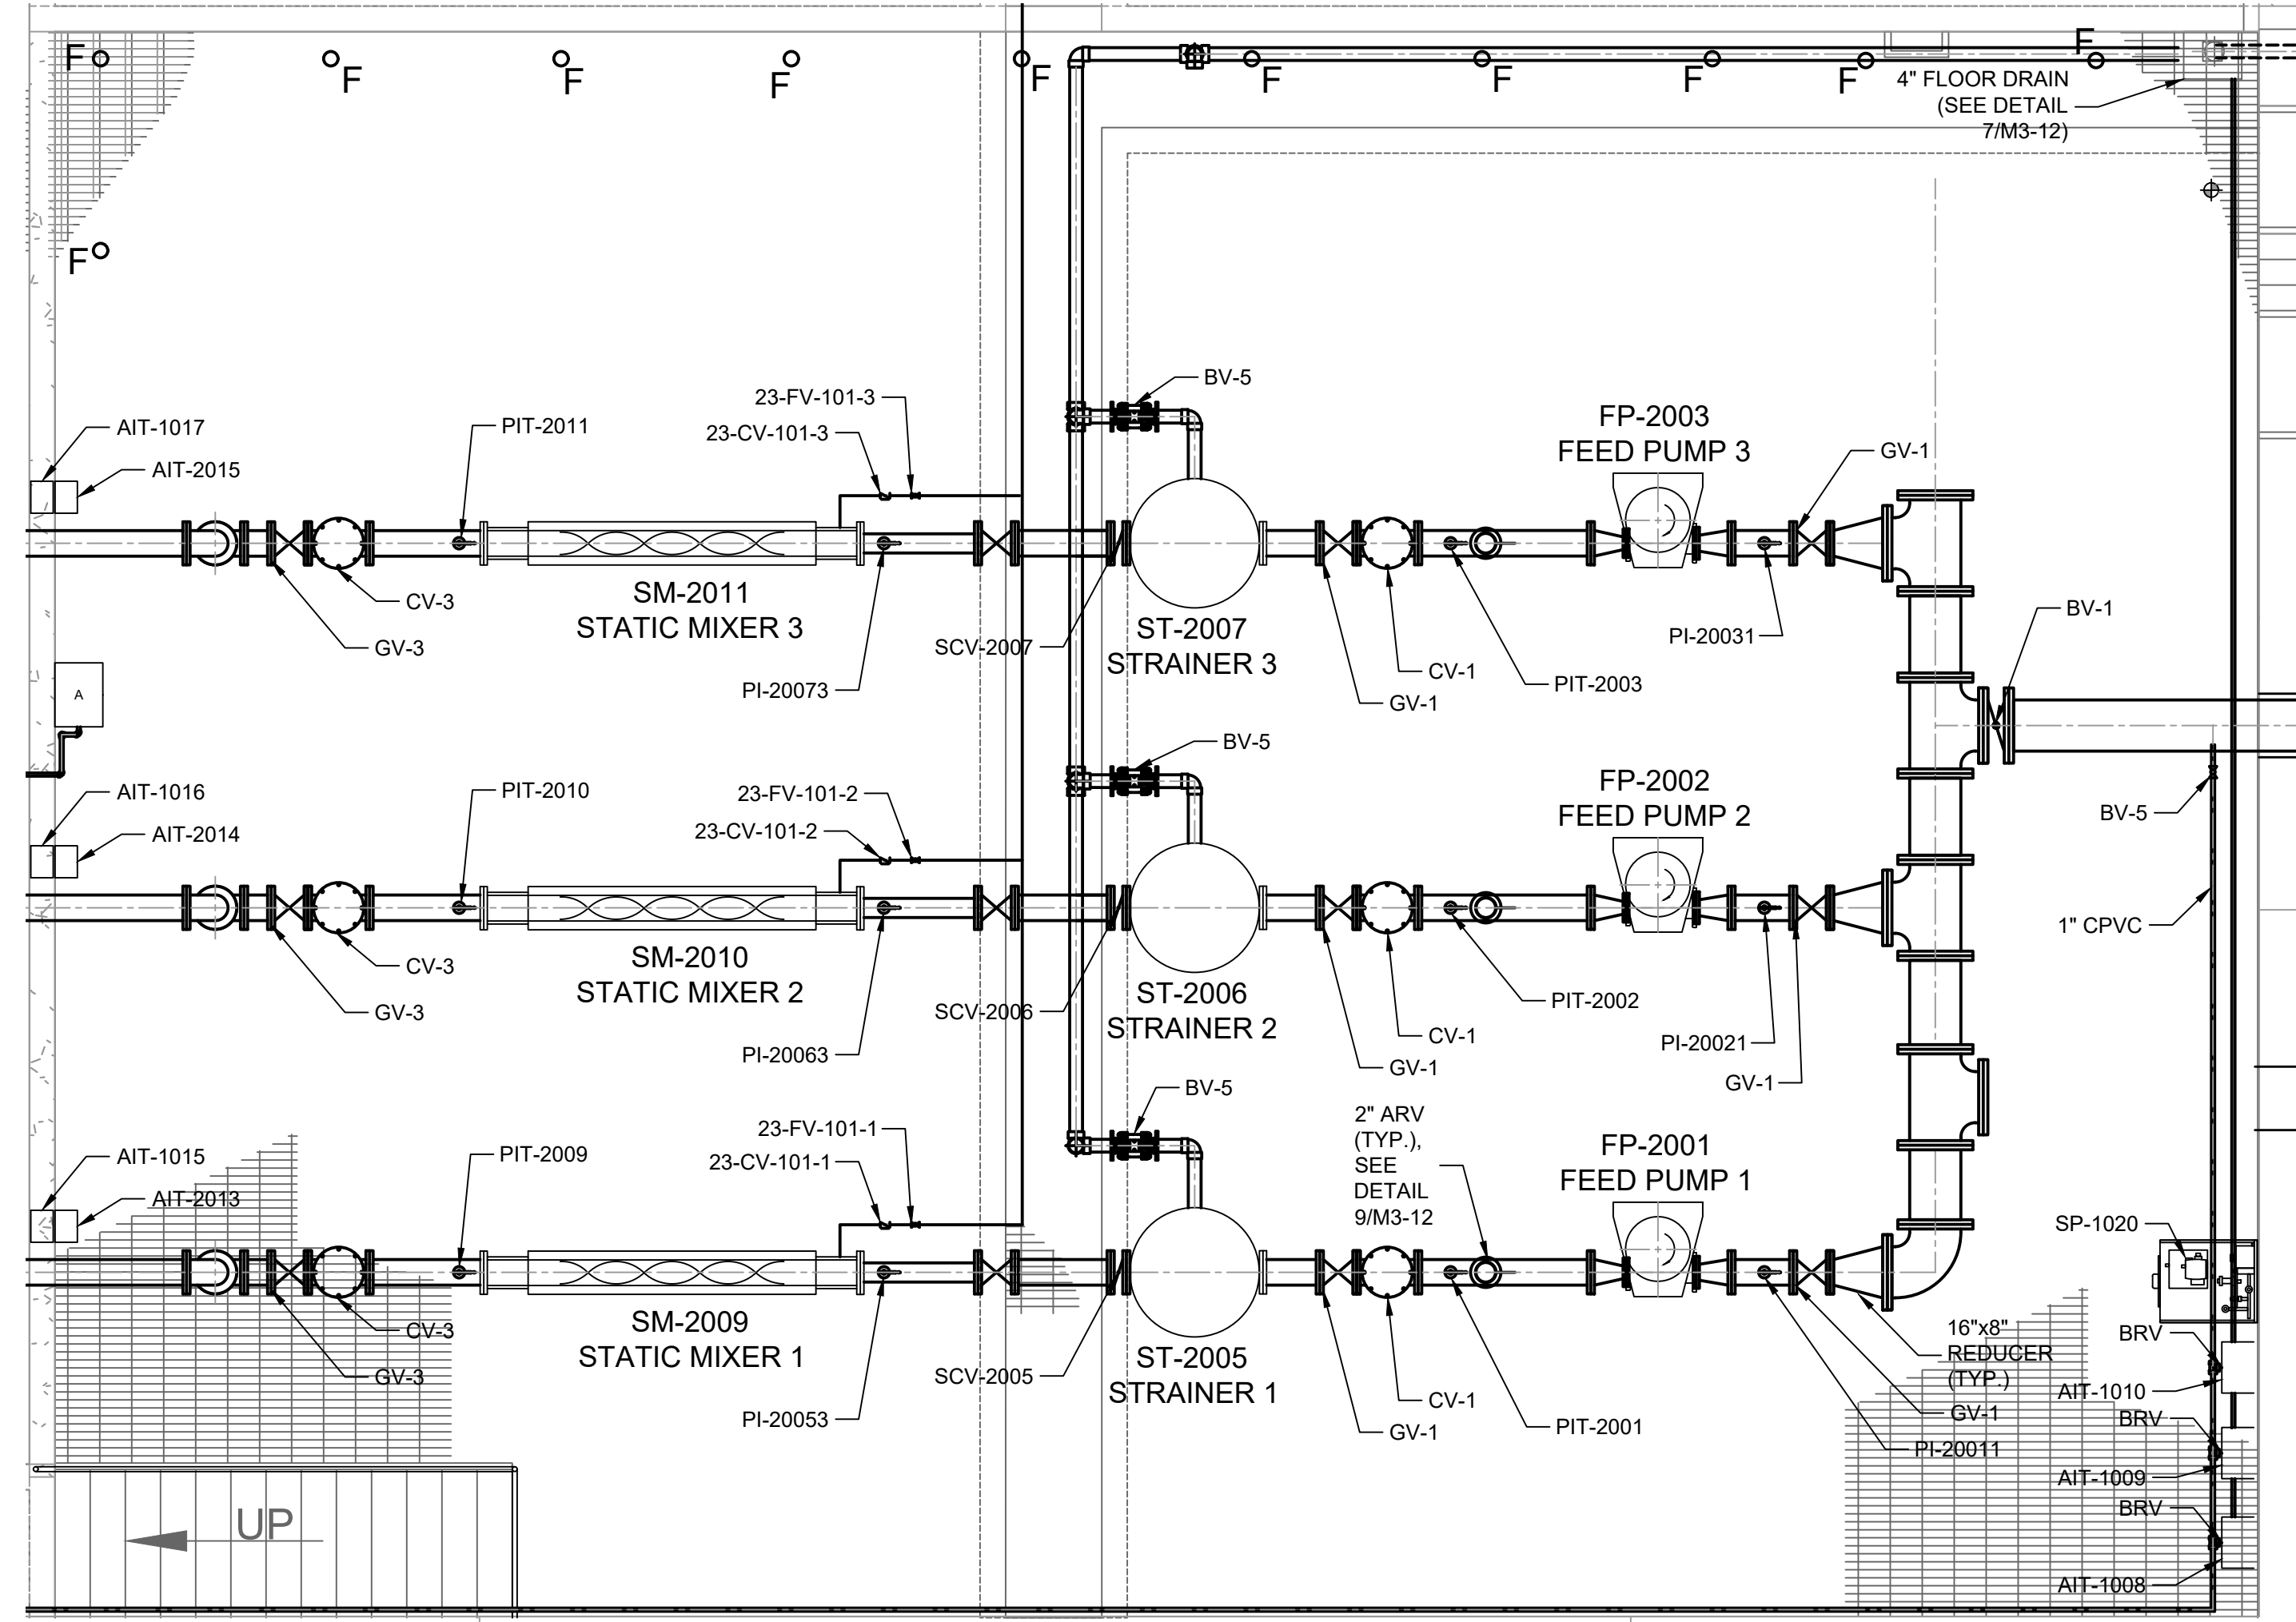 F
F
F
F
F
F
F
F
F
F
4" FLOOR DRAIN
(SEE DETAIL
7/M3-12)
F
BV-5
23-FV-101-3
23-CV-101-3
FP-2003
FEED PUMP 3
AIT-1017
PIT-2011
GV-1
AIT-2015
CV-3
SM-2011
STATIC MIXER 3
GV-3
SCV-2007
ST-2007
STRAINER 3
PI-20031
BV-1
PI-20073
CV-1
PIT-2003
GV-1
A
BV-5
AIT-1016
PIT-2010
23-FV-101-2
23-CV-101-2
FP-2002
FEED PUMP 2
BV-5
AIT-2014
1" CPVC
CV-3
SM-2010
STATIC MIXER 2
GV-3
SCV-2006
ST-2006
STRAINER 2
PIT-2002
PI-20063
CV-1
PI-20021
GV-1
GV-1
BV-5
AIT-1015
PIT-2009
23-FV-101-1
23-CV-101-1
2" ARV
(TYP.),
SEE
DETAIL
9/M3-12
FP-2001
FEED PUMP 1
AIT-2013
SP-1020
CV-3
SM-2009
STATIC MIXER 1
GV-3
SCV-2005
ST-2005
STRAINER 1
16"x8"
REDUCER
(TYP.)
BRV
AIT-1010
PI-20053
CV-1
GV-1
PIT-2001
GV-1
PI-20011
BRV
AIT-1009
BRV
AIT-1008
UP